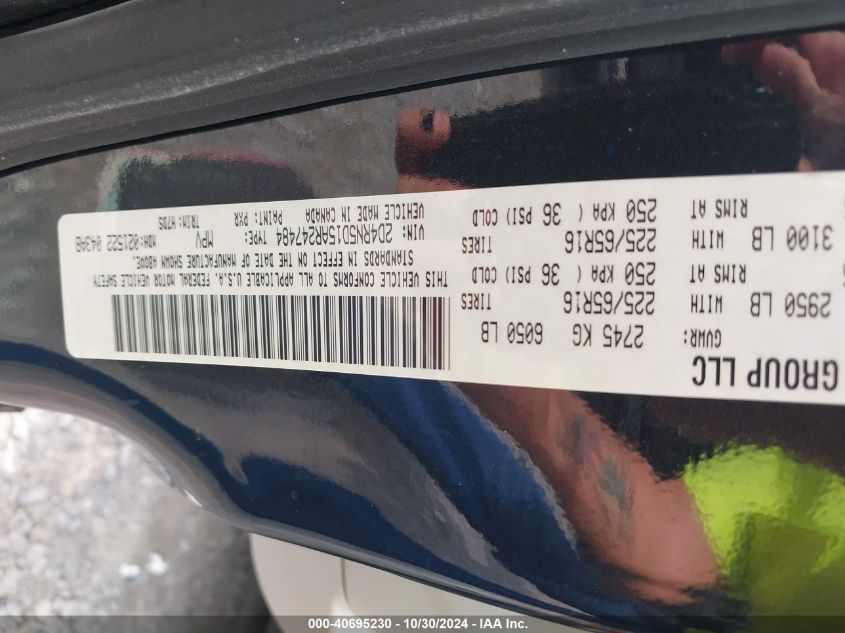 GROUP LLC
GVWR: 2745 KG 6050 LB
2950 LB WITH 225/65R16 TIRES
RIMS AT 250 KPA ( 36 PSI) COLD
3100 LB WITH 225/65R16 TIRES
RIMS AT 250 KPA ( 36 PSI) COLD
THIS VEHICLE CONFORMS TO ALL APPLICABLE U.S.A. FEDERAL MOTOR VEHICLE SAFETY
STANDARDS IN EFFECT ON THE DATE OF MANUFACTURE SHOWN ABOVE.
VIN: 2D4RN5D15AR247484 TYPE: MPV MDH:021522 043AB
VEHICLE MADE IN CANADA PAINT: PXR TRIM: H7DS
000-40695230 - 10/30/2024 - IAA Inc.